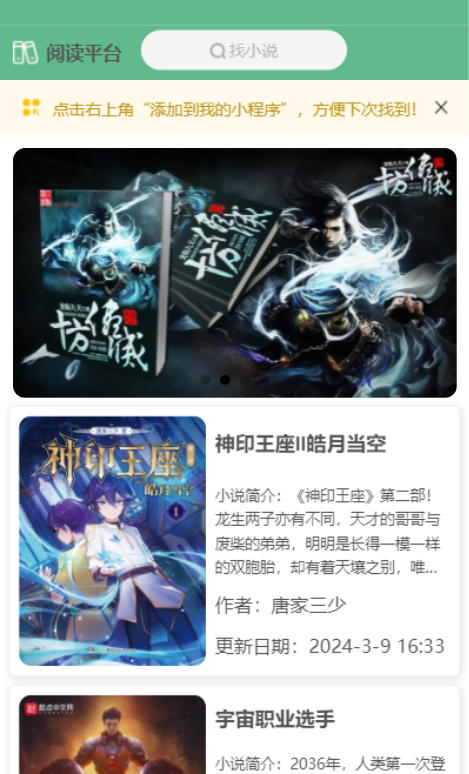 阅读平台
找小说
点击右上角“添加到我的小程序”，方便下次找到！
十方侠诚
十方
神印王座II皓月当空
神印王座
皓月当空
1
小说简介：《神印王座》第二部！
龙生两子亦有不同，天才的哥哥与
废柴的弟弟，明明是长得一模一样
的双胞胎，却有着天壤之别，唯...
作者：唐家三少
更新日期：2024-3-9 16:33
起点中文网
宇宙职业选手
小说简介：2036年，人类第一次登